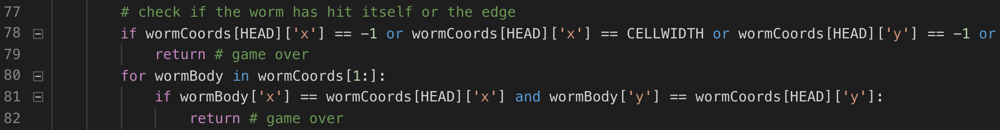 77 # check if the worm has hit itself or the edge
78 if wormCoords[HEAD]['x'] == -1 or wormCoords[HEAD]['x'] == CELLWIDTH or wormCoords[HEAD]['y'] == -1 or
79 return # game over
80 for wormBody in wormCoords[1:]:
81 if wormBody['x'] == wormCoords[HEAD]['x'] and wormBody['y'] == wormCoords[HEAD]['y']:
82 return # game over